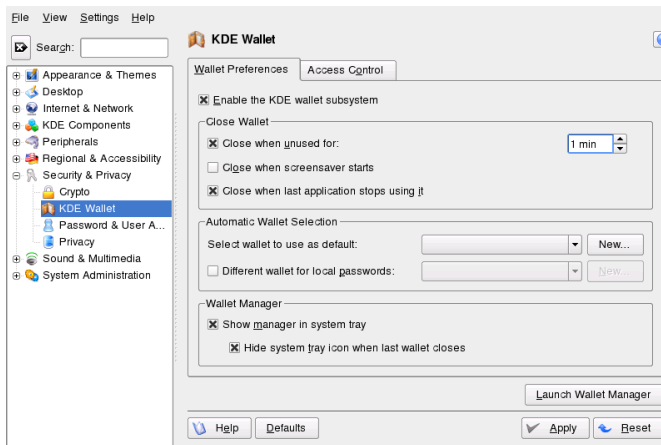 File View Settings Help
Search:
Appearance & Themes
Desktop
Internet & Network
KDE Components
Peripherals
Regional & Accessibility
Security & Privacy
Crypto
KDE Wallet
Password & User A...
Privacy
Sound & Multimedia
System Administration
KDE Wallet
Wallet Preferences Access Control
Enable the KDE wallet subsystem
Close Wallet
Close when unused for: 1 min
Close when screensaver starts
Close when last application stops using it
Automatic Wallet Selection
Select wallet to use as default: New...
Different wallet for local passwords: New...
Wallet Manager
Show manager in system tray
Hide system tray icon when last wallet closes
Launch Wallet Manager
Help Defaults Apply Reset